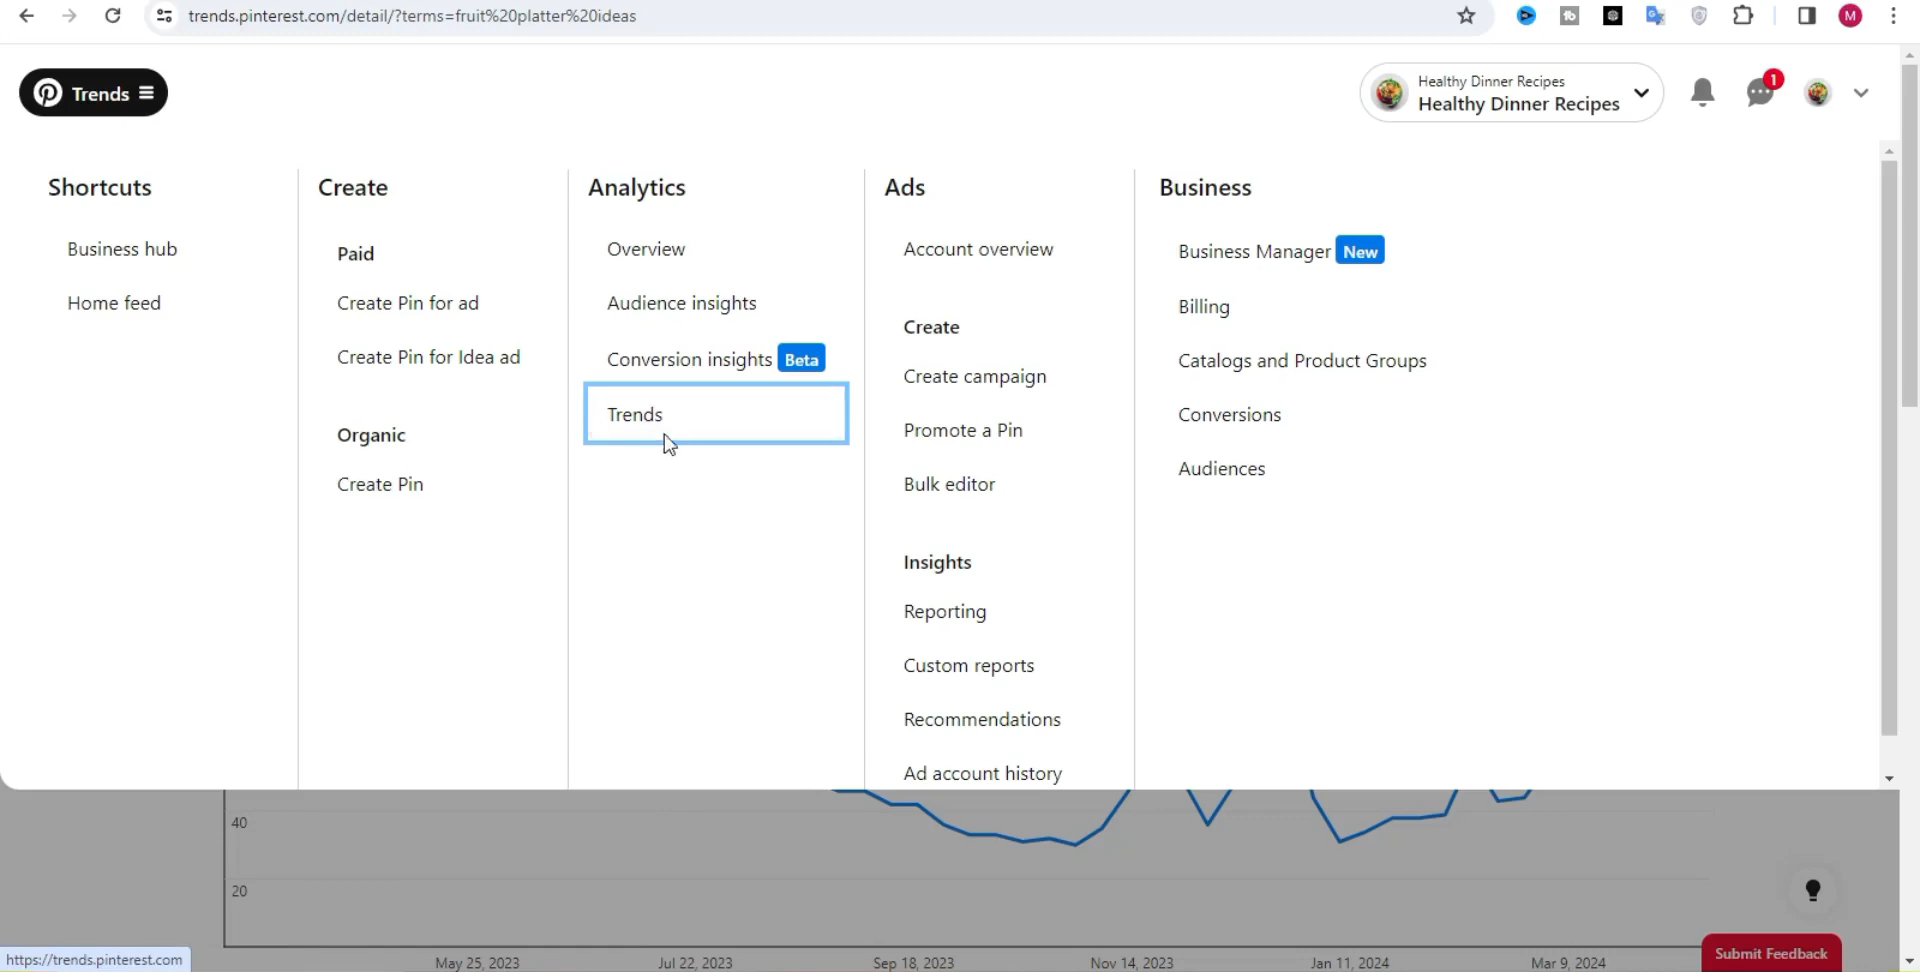 trends.pinterest.com/detail/?terms=fruit%20platter%20ideas
M
Trends
Healthy Dinner Recipes
Healthy Dinner Recipes
1
Shortcuts
Business hub
Home feed
Create
Paid
Create Pin for ad
Create Pin for Idea ad
Organic
Create Pin
Analytics
Overview
Audience insights
Conversion insights Beta
Trends
Ads
Account overview
Create
Create campaign
Promote a Pin
Bulk editor
Insights
Reporting
Custom reports
Recommendations
Ad account history
Business
Business Manager New
Billing
Catalogs and Product Groups
Conversions
Audiences
40
20
May 25, 2023 Jul 22, 2023 Sep 18, 2023 Nov 14, 2023 Jan 11, 2024 Mar 9, 2024
Submit Feedback
https://trends.pinterest.com